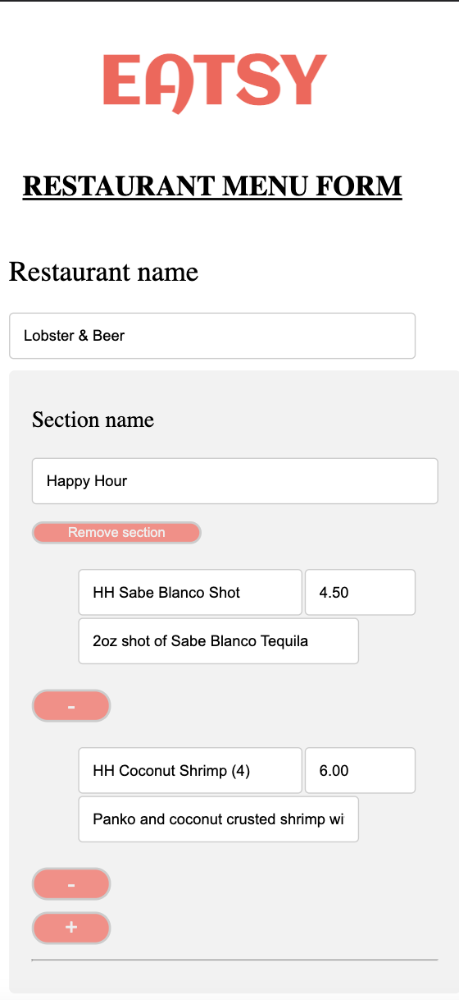 EATSY
RESTAURANT MENU FORM
Restaurant name
Lobster & Beer
Section name
Happy Hour
Remove section
HH Sabe Blanco Shot 4.50
2oz shot of Sabe Blanco Tequila
-
HH Coconut Shrimp (4) 6.00
Panko and coconut crusted shrimp wi
-
+